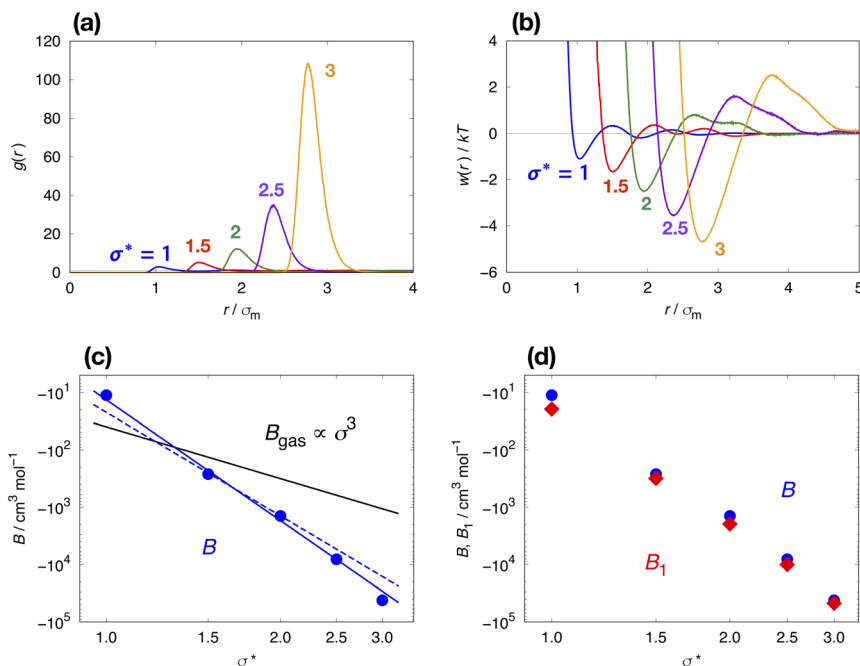 (a)
120
100
80
60
40
20
0
g(r)
σ* = 1
1.5
2
2.5
3
0 1 2 3 4
r / σm
(b)
4
2
0
−2
−4
−6
w(r) / kT
σ* = 1
1.5
2
2.5
3
0 1 2 3 4 5
r / σm
(c)
−10¹
−10²
−10³
−10⁴
−10⁵
B / cm³ mol⁻¹
Bgas ∝ σ³
B
1.0 1.5 2.0 2.5 3.0
σ*
(d)
−10¹
−10²
−10³
−10⁴
−10⁵
B, B₁ / cm³ mol⁻¹
B
B₁
1.0 1.5 2.0 2.5 3.0
σ*